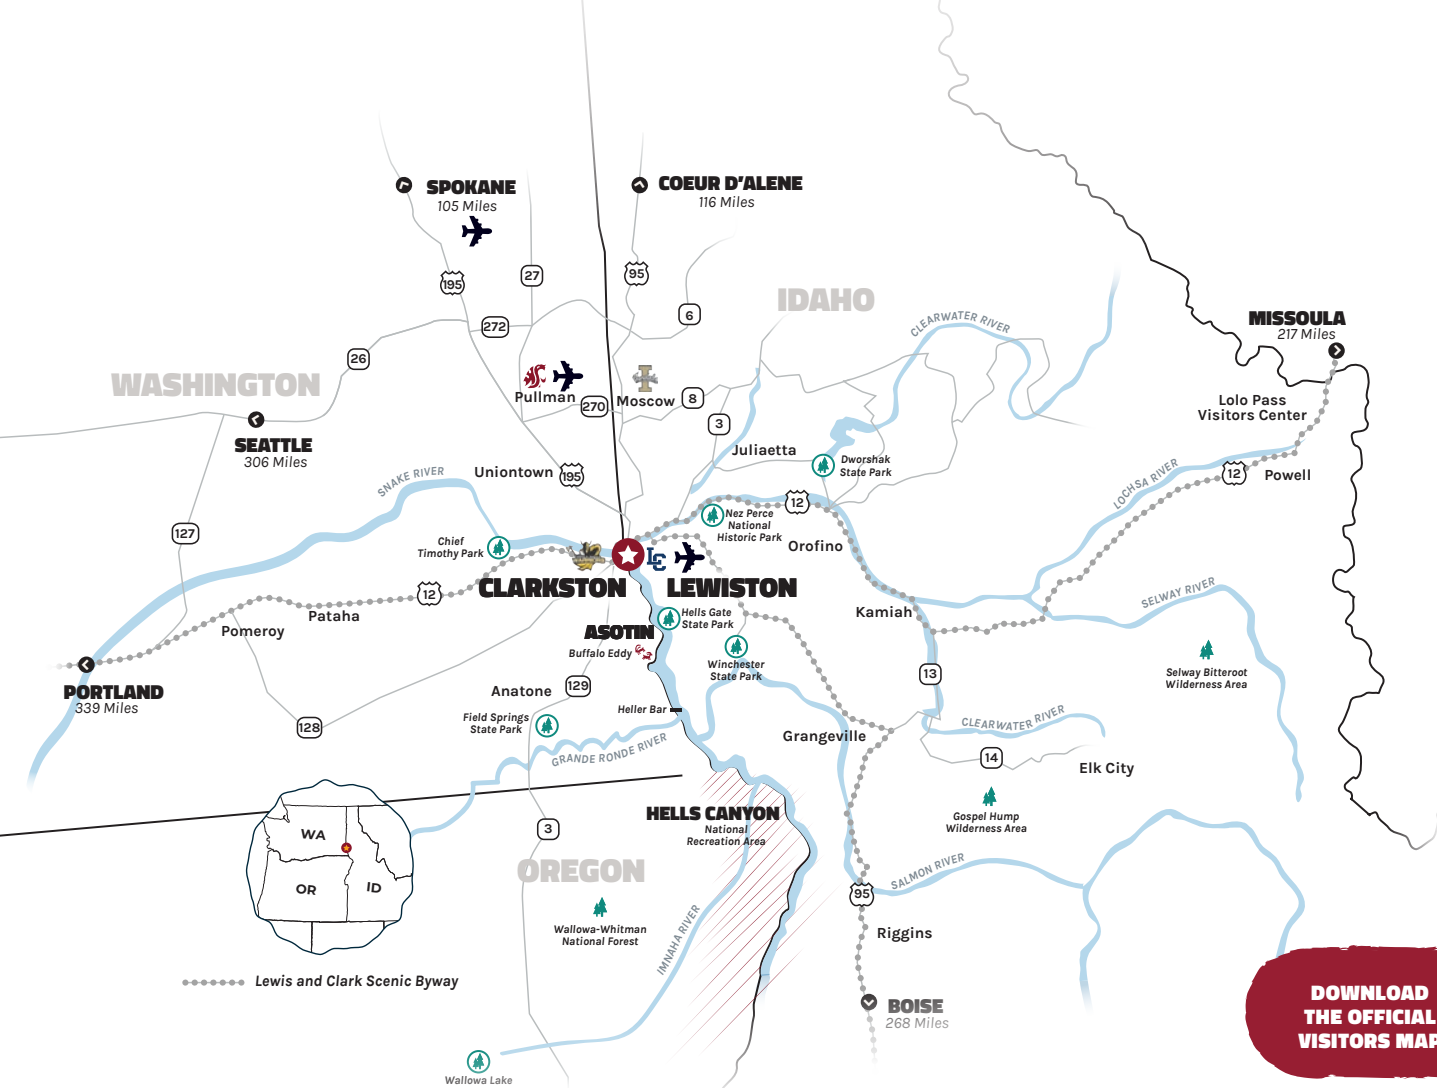 SPOKANE
105 Miles
COEUR D'ALENE
116 Miles
195
27
95
6
272
26
IDAHO
CLEARWATER RIVER
MISSOULA
217 Miles
WASHINGTON
SEATTLE
306 Miles
Pullman
270
I
Moscow
8
3
Lolo Pass
Visitors Center
Juliaetta
Dworshak
State Park
Uniontown
195
SNAKE RIVER
LOCHSA RIVER
12
Powell
127
Chief
Timothy Park
12
Nez Perce
National
Historic Park
Orofino
LC
CLARKSTON
LEWISTON
12
Pataha
Pomeroy
Kamiah
SELWAY RIVER
ASOTIN
Buffalo Eddy
Hells Gate
State Park
Winchester
State Park
Selway Bitteroot
Wilderness Area
PORTLAND
339 Miles
Anatone
129
13
Heller Bar
Field Springs
State Park
128
GRANDE RONDE RIVER
Grangeville
CLEARWATER RIVER
14
Elk City
HELLS CANYON
National
Recreation Area
Gospel Hump
Wilderness Area
WA
OR
ID
3
OREGON
Wallowa-Whitman
National Forest
IMNAHA RIVER
SALMON RIVER
95
Riggins
Lewis and Clark Scenic Byway
BOISE
268 Miles
Wallowa Lake
DOWNLOAD
THE OFFICIAL
VISITORS MAP